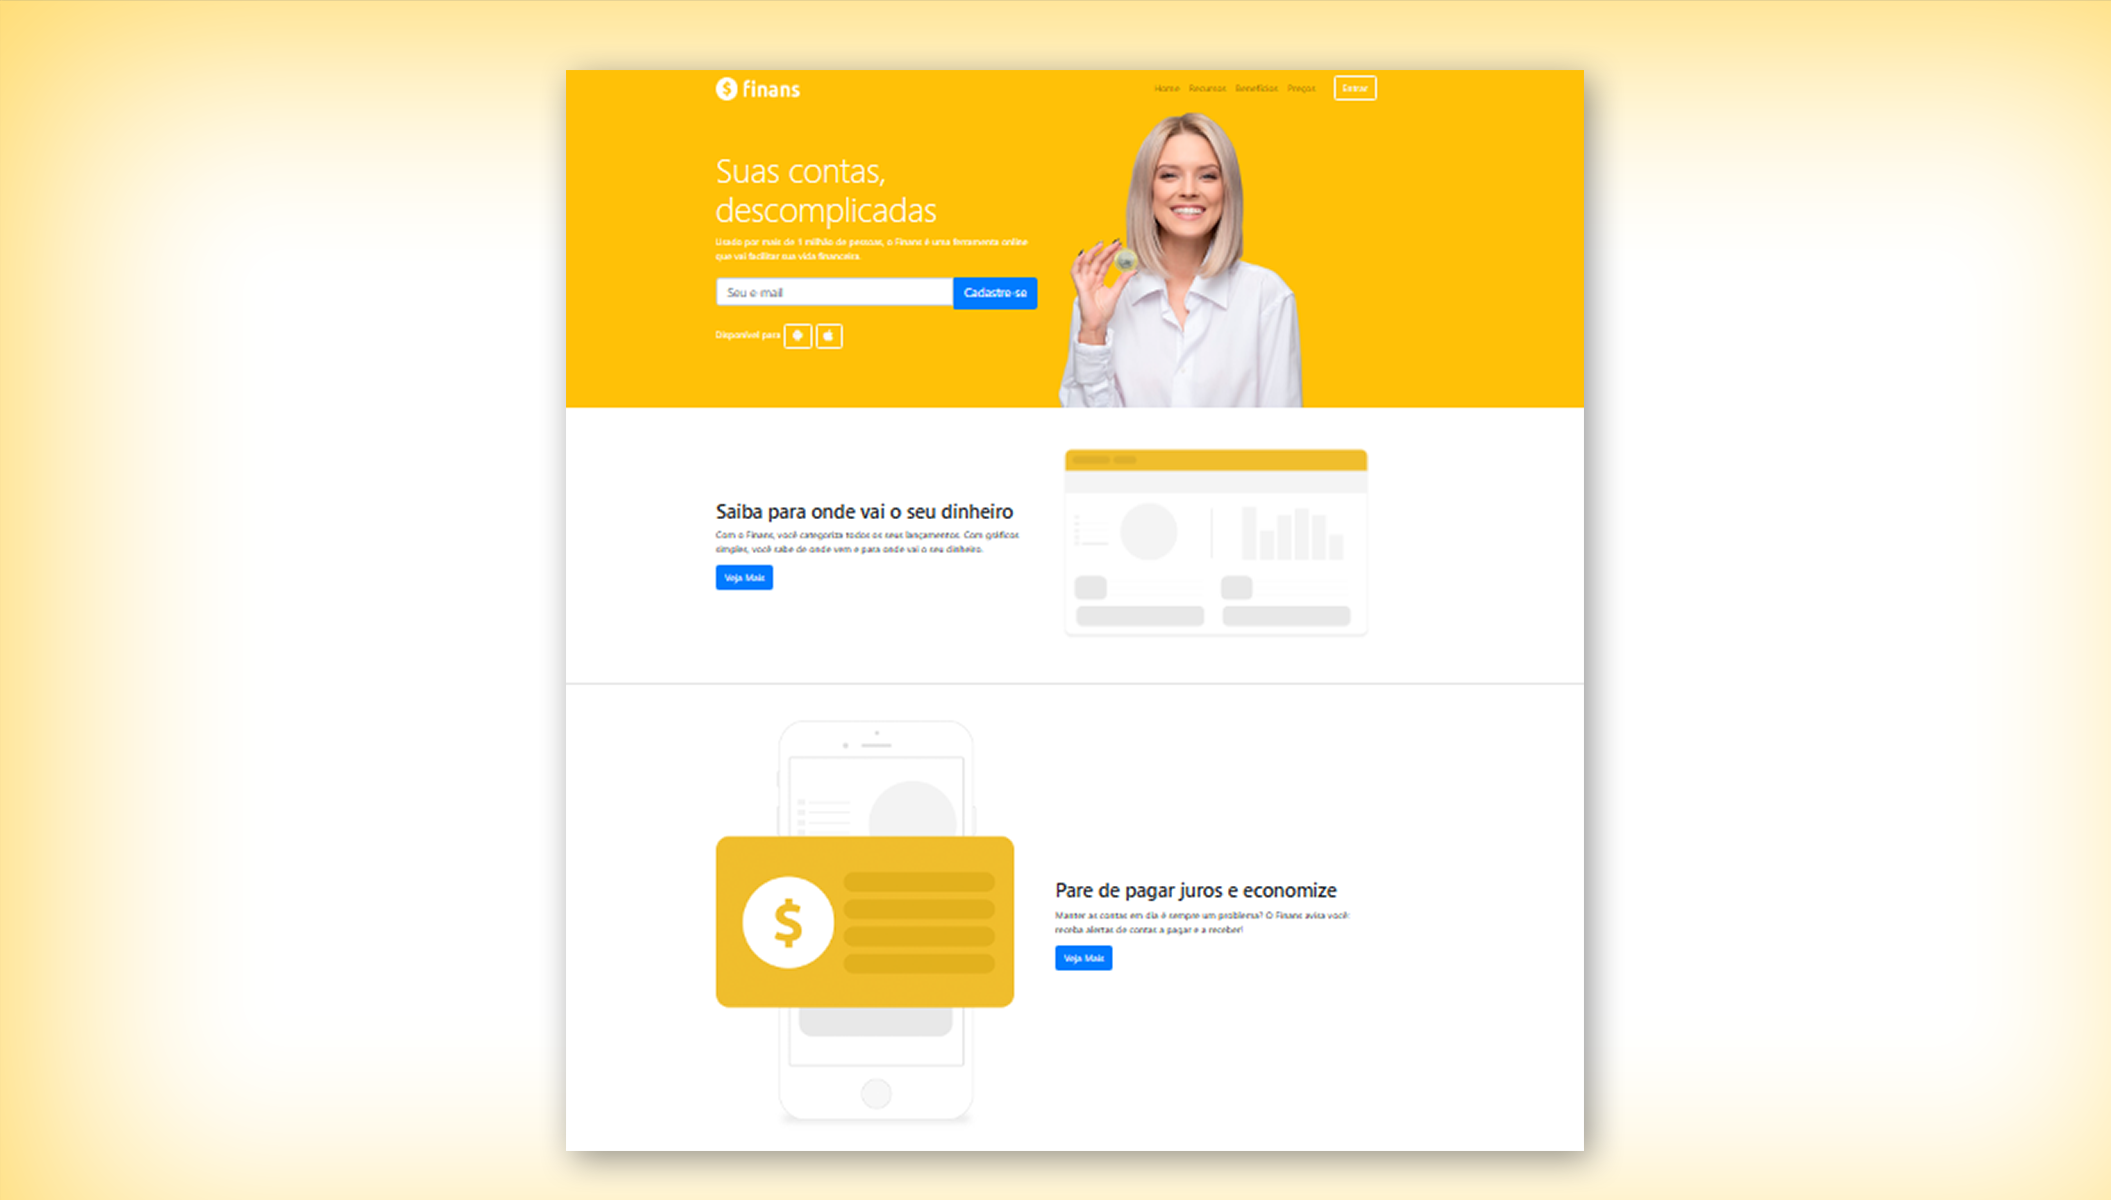 $ finans
Home Recursos Benefícios Preços Entrar
Suas contas,
descomplicadas
Usado por mais de 1 milhão de pessoas, o Finans é uma ferramenta online
que vai facilitar sua vida financeira.
Seu e-mail Cadastre-se
Disponível para
Saiba para onde vai o seu dinheiro
Com o Finans, você categoriza todos os seus lançamentos. Com gráficos
simples, você sabe de onde vem e para onde vai o seu dinheiro.
Veja Mais
$
Pare de pagar juros e economize
Manter as contas em dia é sempre um problema? O Finans avisa você:
receba alertas de contas a pagar e a receber!
Veja Mais